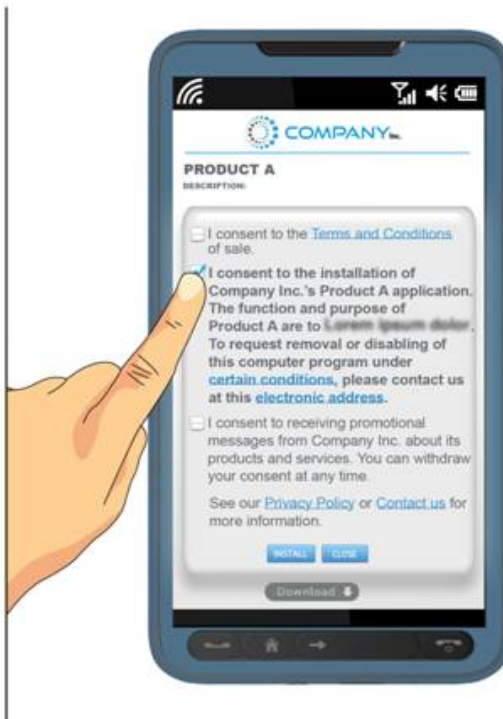 COMPANY Inc.
PRODUCT A
DESCRIPTION:
I consent to the Terms and Conditions
of sale.
I consent to the installation of
Company Inc.'s Product A application.
The function and purpose of
Product A are to Lorem ipsum dolor.
To request removal or disabling of
this computer program under
certain conditions, please contact us
at this electronic address.
I consent to receiving promotional
messages from Company Inc. about its
products and services. You can withdraw
your consent at any time.
See our Privacy Policy or Contact us for
more information.
INSTALL CLOSE
Download